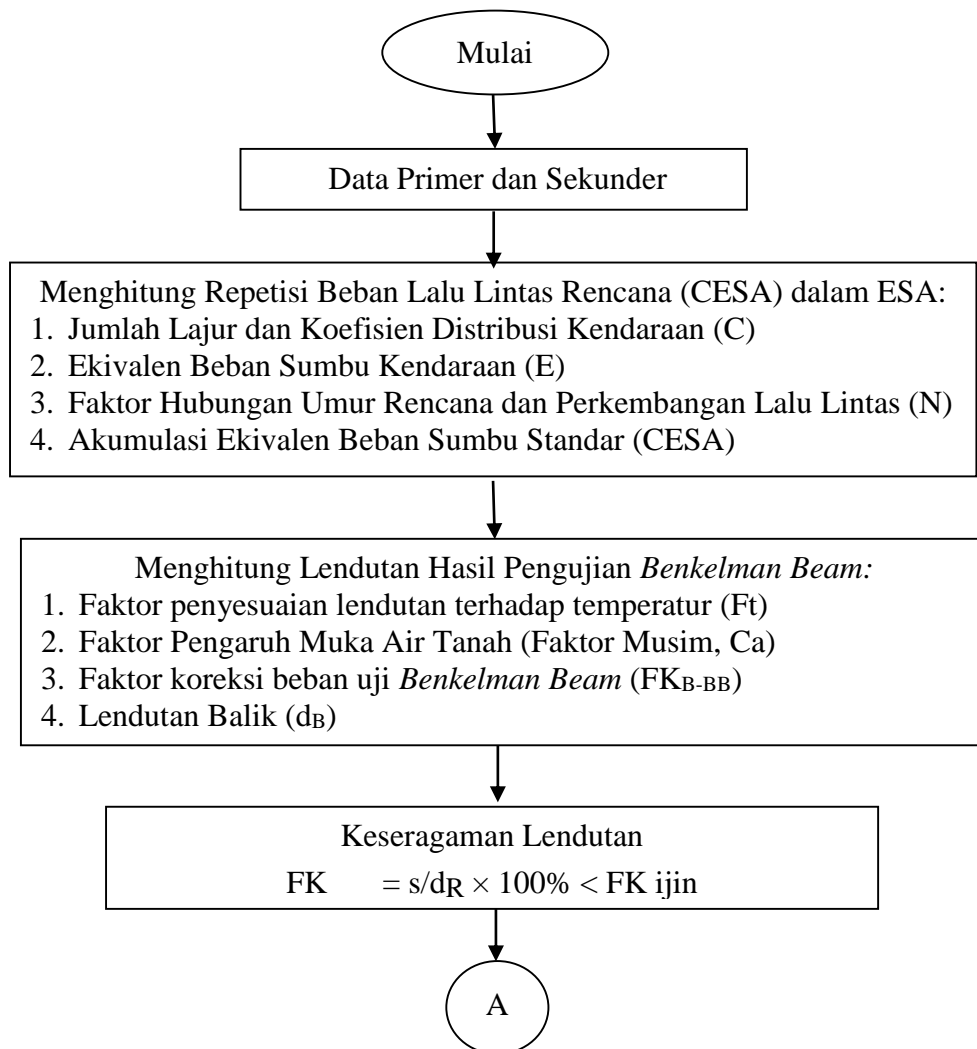 Mulai
Data Primer dan Sekunder
Menghitung Repetisi Beban Lalu Lintas Rencana (CESA) dalam ESA:
1. Jumlah Lajur dan Koefisien Distribusi Kendaraan (C)
2. Ekivalen Beban Sumbu Kendaraan (E)
3. Faktor Hubungan Umur Rencana dan Perkembangan Lalu Lintas (N)
4. Akumulasi Ekivalen Beban Sumbu Standar (CESA)
Menghitung Lendutan Hasil Pengujian Benkelman Beam:
1. Faktor penyesuaian lendutan terhadap temperatur (Ft)
2. Faktor Pengaruh Muka Air Tanah (Faktor Musim, Ca)
3. Faktor koreksi beban uji Benkelman Beam (FKB-BB)
4. Lendutan Balik (dB)
Keseragaman Lendutan
FK = s/dR × 100% < FK ijin
A